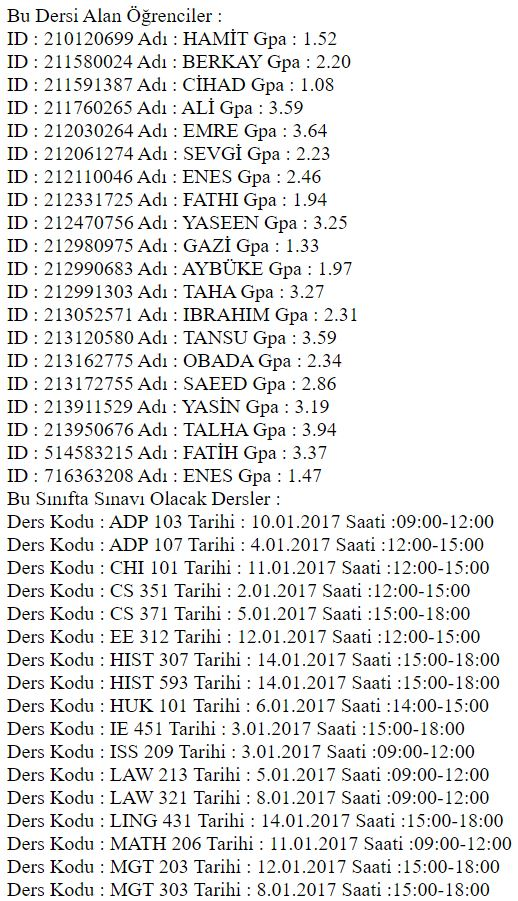 Bu Dersi Alan Öğrenciler :
ID : 210120699 Adı : HAMİT Gpa : 1.52
ID : 211580024 Adı : BERKAY Gpa : 2.20
ID : 211591387 Adı : CİHAD Gpa : 1.08
ID : 211760265 Adı : ALİ Gpa : 3.59
ID : 212030264 Adı : EMRE Gpa : 3.64
ID : 212061274 Adı : SEVGİ Gpa : 2.23
ID : 212110046 Adı : ENES Gpa : 2.46
ID : 212331725 Adı : FATHI Gpa : 1.94
ID : 212470756 Adı : YASEEN Gpa : 3.25
ID : 212980975 Adı : GAZİ Gpa : 1.33
ID : 212990683 Adı : AYBÜKE Gpa : 1.97
ID : 212991303 Adı : TAHA Gpa : 3.27
ID : 213052571 Adı : IBRAHIM Gpa : 2.31
ID : 213120580 Adı : TANSU Gpa : 3.59
ID : 213162775 Adı : OBADA Gpa : 2.34
ID : 213172755 Adı : SAEED Gpa : 2.86
ID : 213911529 Adı : YASİN Gpa : 3.19
ID : 213950676 Adı : TALHA Gpa : 3.94
ID : 514583215 Adı : FATİH Gpa : 3.37
ID : 716363208 Adı : ENES Gpa : 1.47
Bu Sınıfta Sınavı Olacak Dersler :
Ders Kodu : ADP 103 Tarihi : 10.01.2017 Saati :09:00-12:00
Ders Kodu : ADP 107 Tarihi : 4.01.2017 Saati :12:00-15:00
Ders Kodu : CHI 101 Tarihi : 11.01.2017 Saati :12:00-15:00
Ders Kodu : CS 351 Tarihi : 2.01.2017 Saati :12:00-15:00
Ders Kodu : CS 371 Tarihi : 5.01.2017 Saati :15:00-18:00
Ders Kodu : EE 312 Tarihi : 12.01.2017 Saati :12:00-15:00
Ders Kodu : HIST 307 Tarihi : 14.01.2017 Saati :15:00-18:00
Ders Kodu : HIST 593 Tarihi : 14.01.2017 Saati :15:00-18:00
Ders Kodu : HUK 101 Tarihi : 6.01.2017 Saati :14:00-15:00
Ders Kodu : IE 451 Tarihi : 3.01.2017 Saati :15:00-18:00
Ders Kodu : ISS 209 Tarihi : 3.01.2017 Saati :09:00-12:00
Ders Kodu : LAW 213 Tarihi : 5.01.2017 Saati :09:00-12:00
Ders Kodu : LAW 321 Tarihi : 8.01.2017 Saati :09:00-12:00
Ders Kodu : LING 431 Tarihi : 14.01.2017 Saati :15:00-18:00
Ders Kodu : MATH 206 Tarihi : 11.01.2017 Saati :09:00-12:00
Ders Kodu : MGT 203 Tarihi : 12.01.2017 Saati :15:00-18:00
Ders Kodu : MGT 303 Tarihi : 8.01.2017 Saati :15:00-18:00